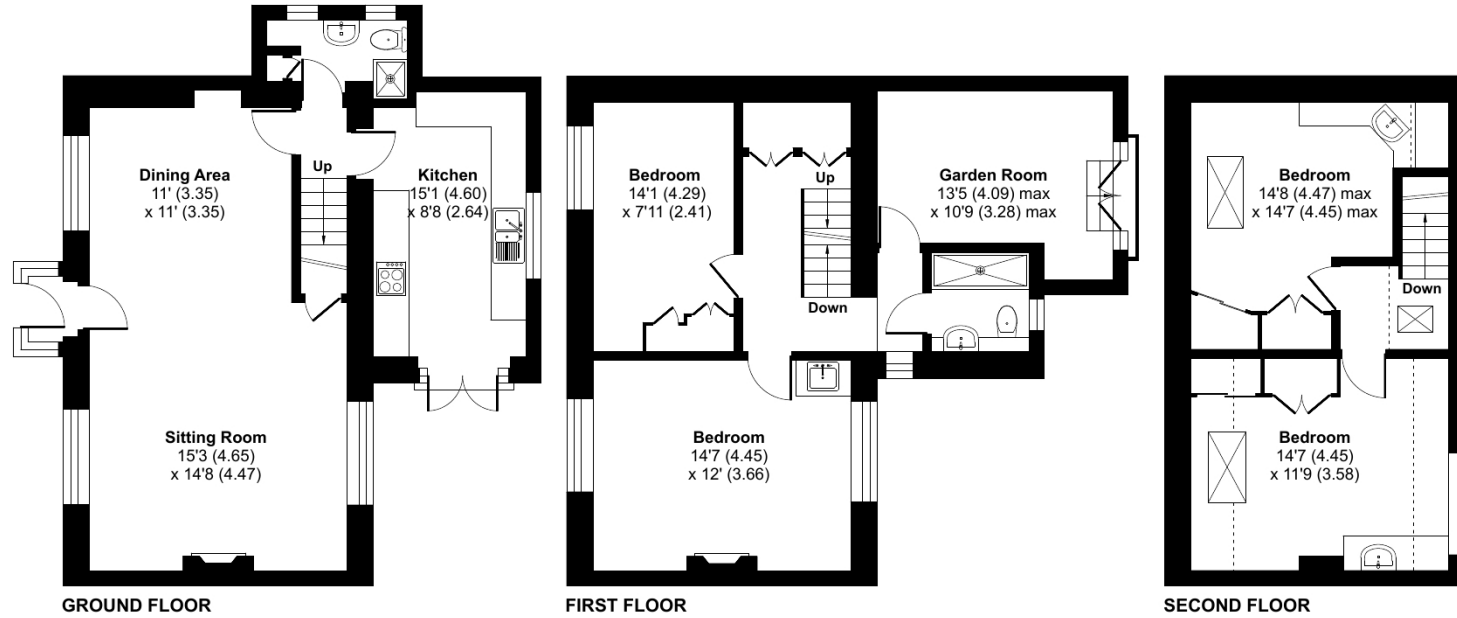 Dining Area
11' (3.35)
x 11' (3.35)
Up
Kitchen
15'1 (4.60)
x 8'8 (2.64)
Sitting Room
15'3 (4.65)
x 14'8 (4.47)
GROUND FLOOR
Bedroom
14'1 (4.29)
x 7'11 (2.41)
Up
Down
Garden Room
13'5 (4.09) max
x 10'9 (3.28) max
Bedroom
14'7 (4.45)
x 12' (3.66)
FIRST FLOOR
Bedroom
14'8 (4.47) max
x 14'7 (4.45) max
Down
Bedroom
14'7 (4.45)
x 11'9 (3.58)
SECOND FLOOR